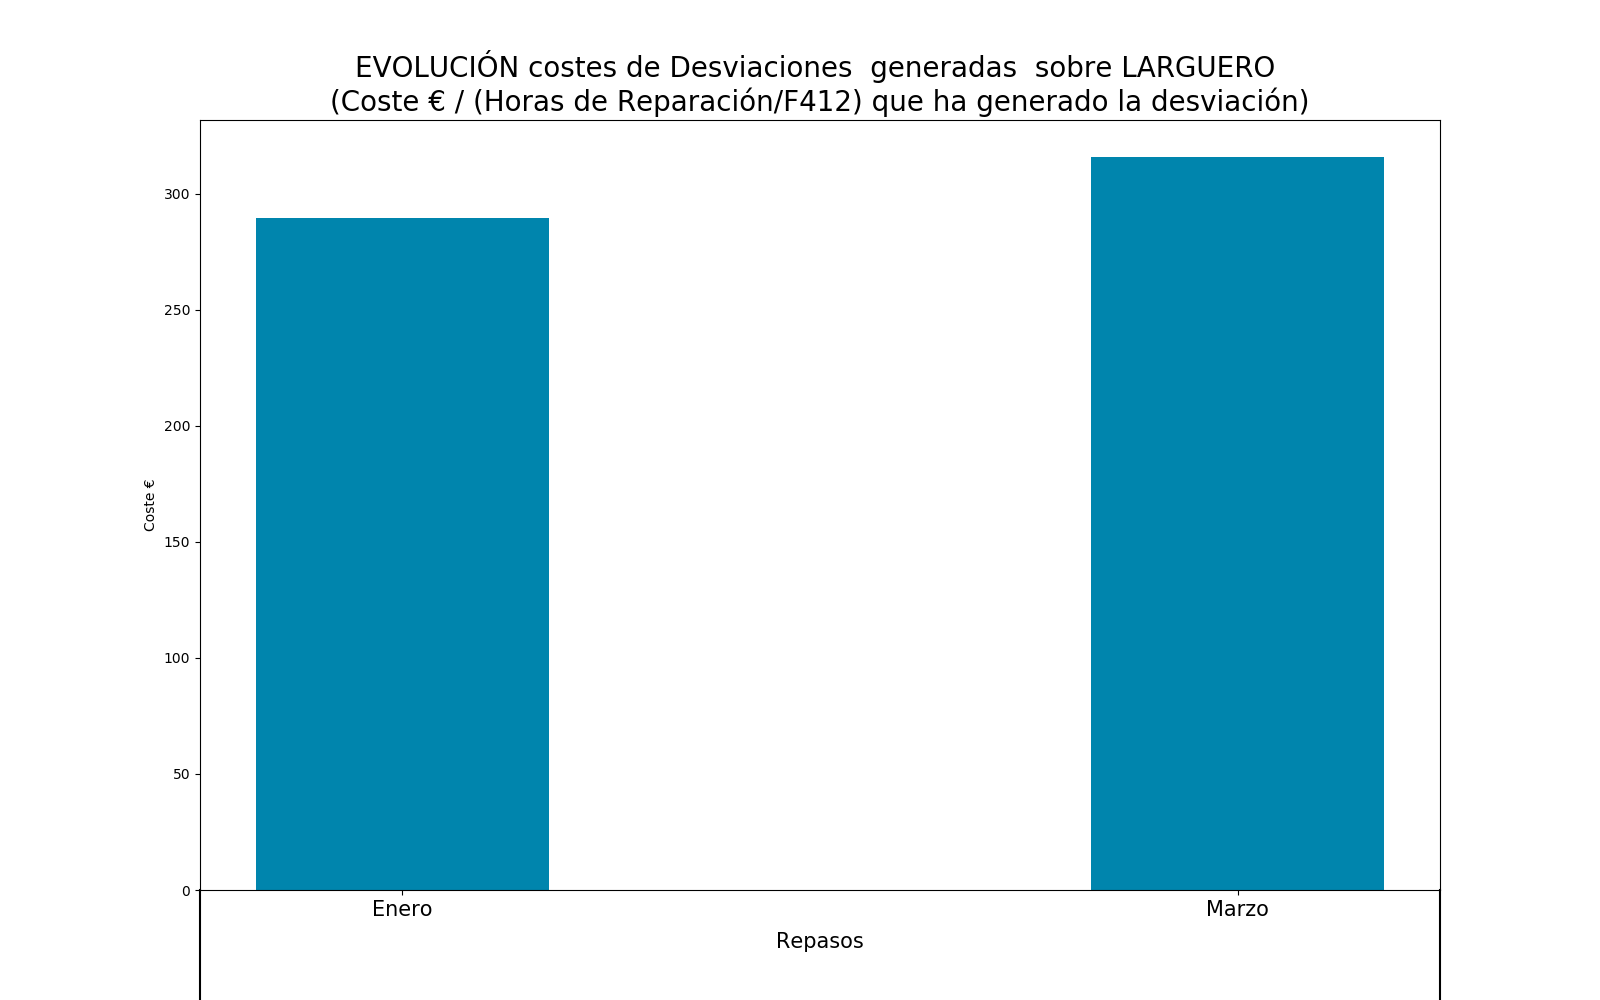 EVOLUCIÓN costes de Desviaciones  generadas  sobre LARGUERO
(Coste € / (Horas de Reparación/F412) que ha generado la desviación)
300
250
200
150
100
50
0
Coste €
Enero
Marzo
Repasos